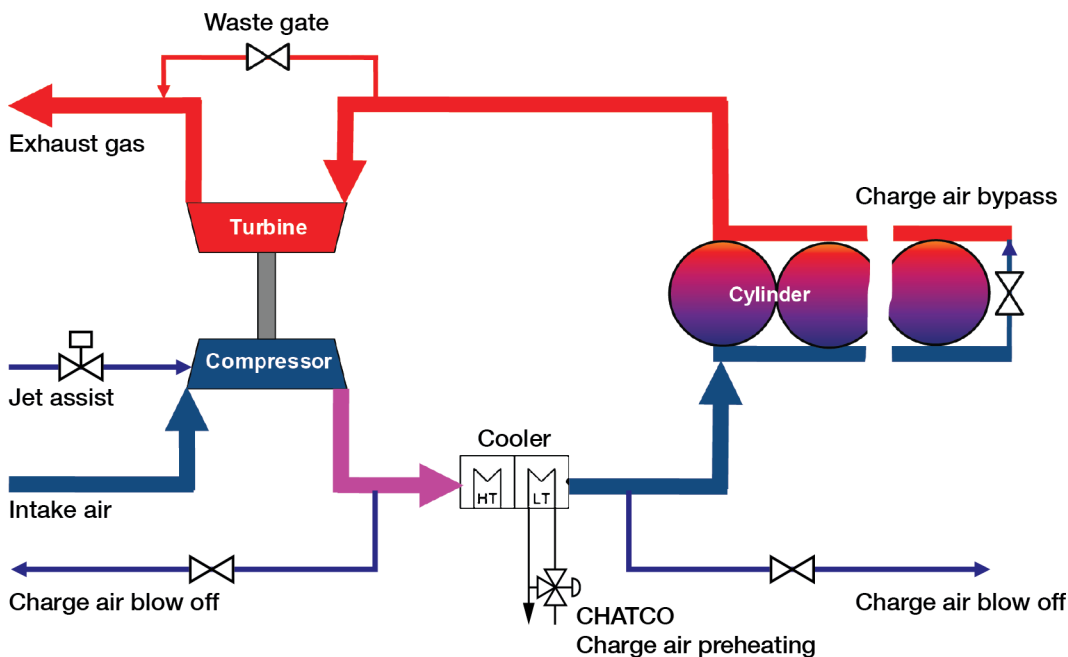 Waste gate
Exhaust gas
Charge air bypass
Turbine
Cylinder
Compressor
Jet assist
Cooler
HT
LT
Intake air
Charge air blow off
CHATCO
Charge air preheating
Charge air blow off